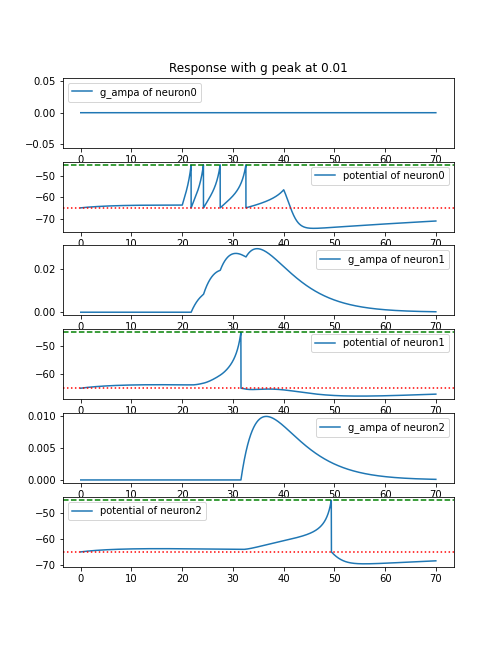 Response with g peak at 0.01
0.05
0.00
−0.05
g_ampa of neuron0
0 10 20 30 40 50 60 70
−50
−60
−70
potential of neuron0
0 10 20 30 40 50 60 70
0.02
0.00
g_ampa of neuron1
0 10 20 30 40 50 60 70
−50
−60
potential of neuron1
0 10 20 30 40 50 60 70
0.010
0.005
0.000
g_ampa of neuron2
0 10 20 30 40 50 60 70
−50
−60
−70
potential of neuron2
0 10 20 30 40 50 60 70